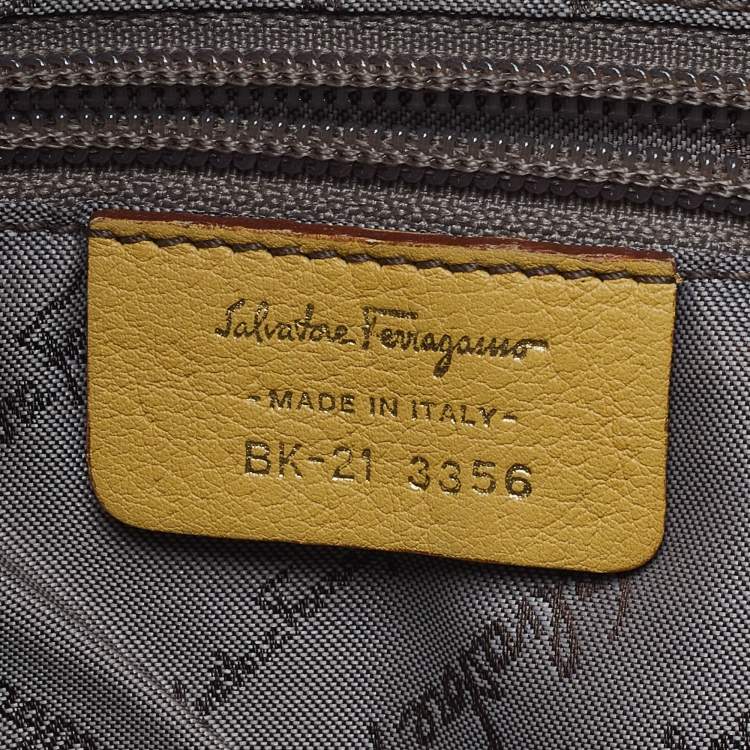 Salvatore Ferragamo
- MADE IN ITALY -
BK-21 3356